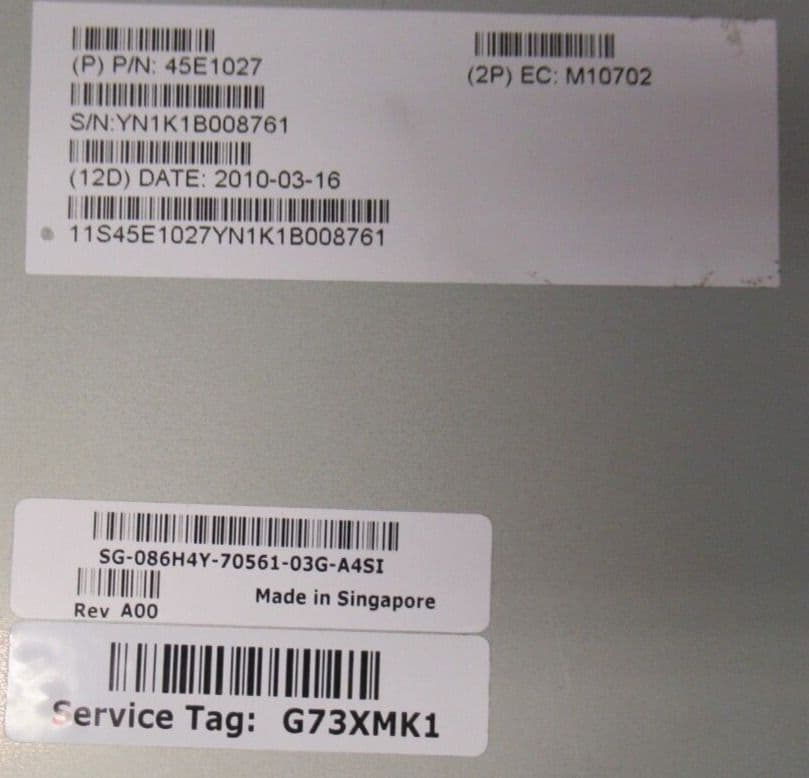 (P) P/N: 45E1027
(2P) EC: M10702
S/N:YN1K1B008761
(12D) DATE: 2010-03-16
11S45E1027YN1K1B008761
SG-086H4Y-70561-03G-A4SI
Rev A00
Made in Singapore
Service Tag: G73XMK1